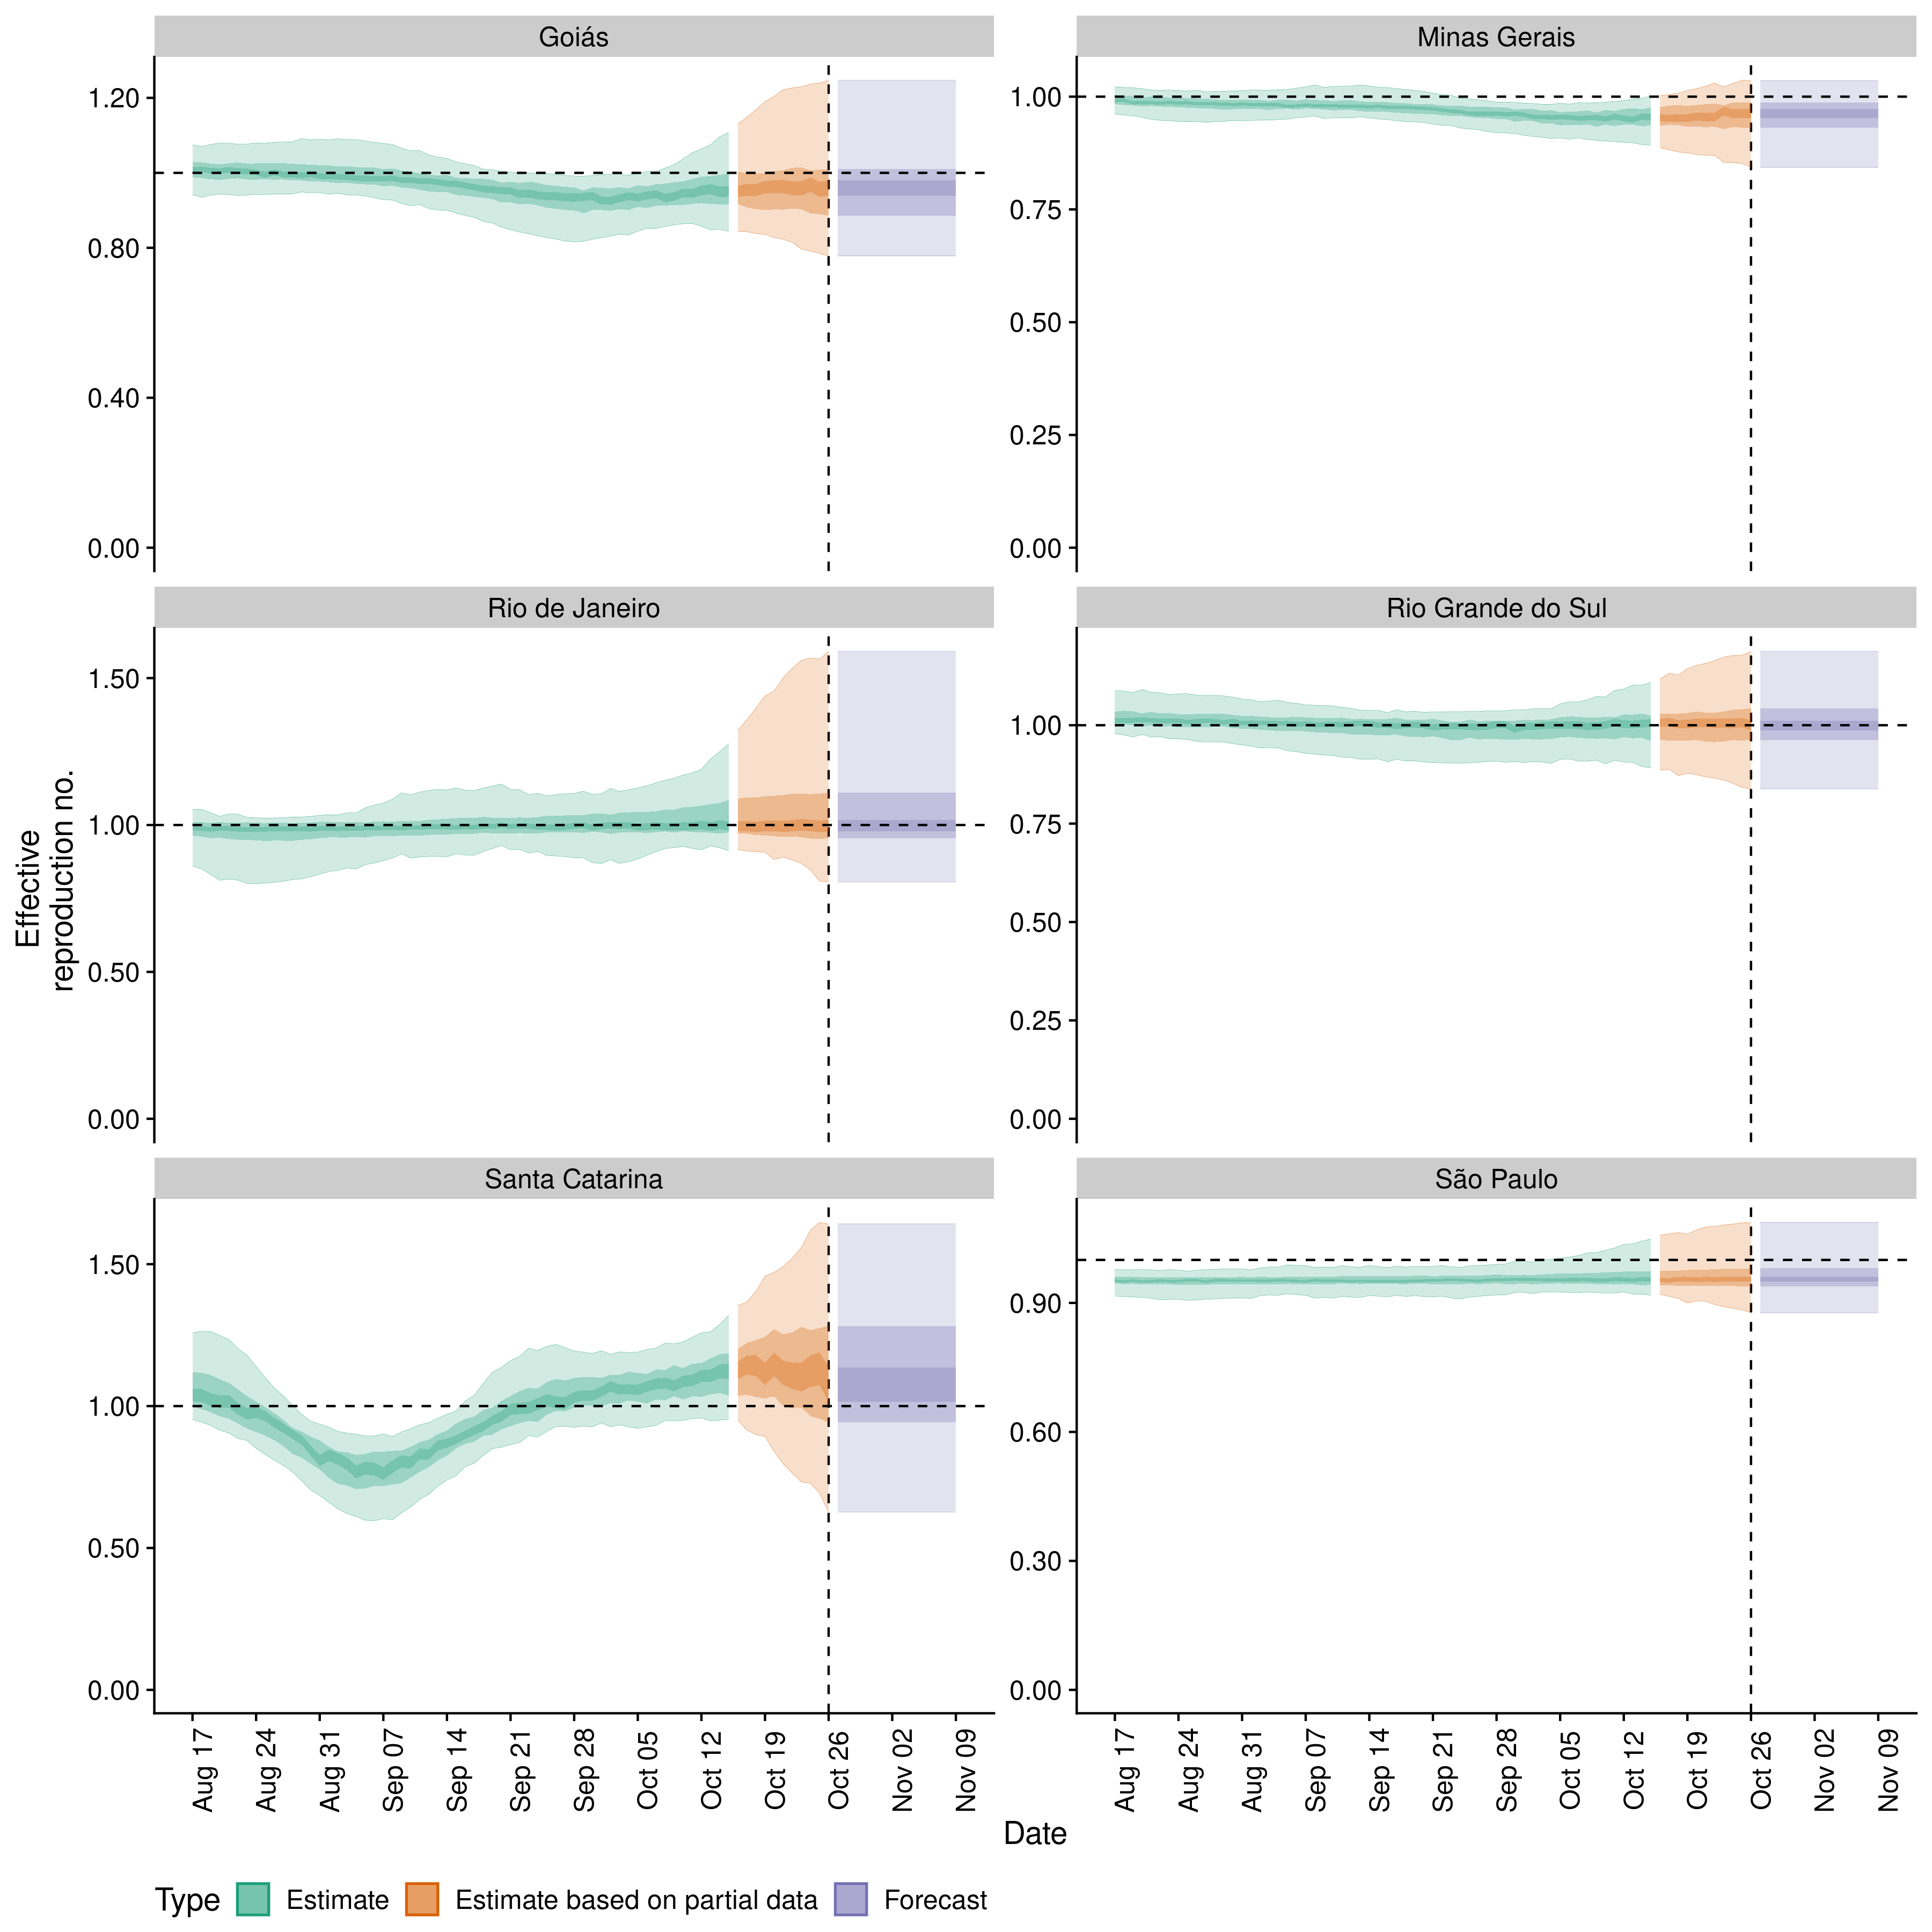 Goiás
Minas Gerais
1.20
0.80
0.40
0.00
1.00
0.75
0.50
0.25
0.00
Rio de Janeiro
Rio Grande do Sul
Effective
reproduction no.
1.50
1.00
0.50
0.00
1.00
0.75
0.50
0.25
0.00
Santa Catarina
São Paulo
1.50
1.00
0.50
0.00
0.90
0.60
0.30
0.00
Aug 17
Aug 24
Aug 31
Sep 07
Sep 14
Sep 21
Sep 28
Oct 05
Oct 12
Oct 19
Oct 26
Nov 02
Nov 09
Aug 17
Aug 24
Aug 31
Sep 07
Sep 14
Sep 21
Sep 28
Oct 05
Oct 12
Oct 19
Oct 26
Nov 02
Nov 09
Date
Type Estimate Estimate based on partial data Forecast